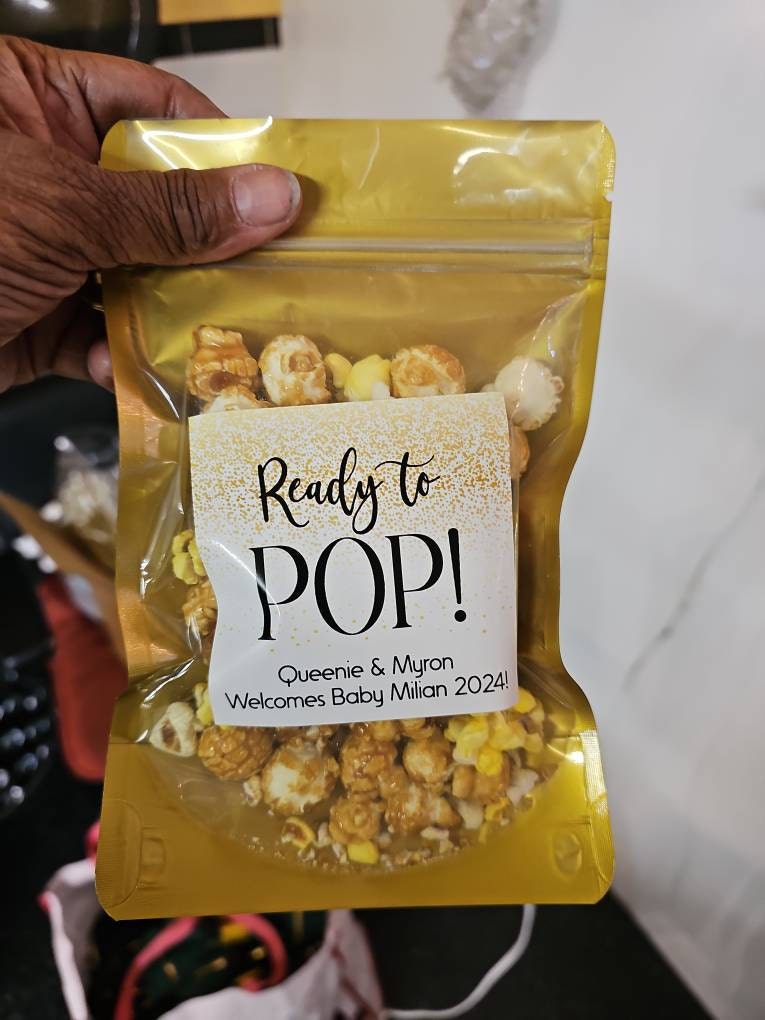 Ready to
POP!
Queenie & Myron
Welcomes Baby Milian 2024!